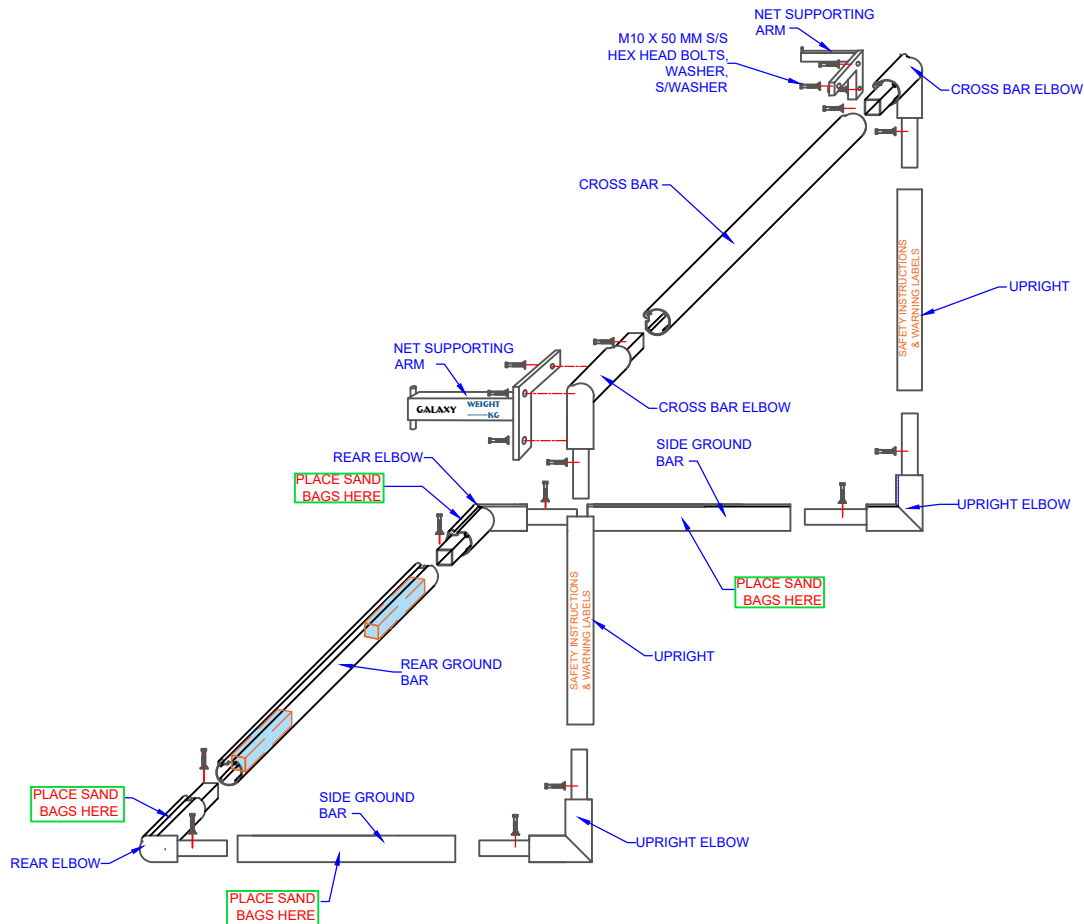 NET SUPPORTING
ARM
M10 X 50 MM S/S
HEX HEAD BOLTS,
WASHER,
S/WASHER
CROSS BAR ELBOW
CROSS BAR
SAFETY INSTRUCTIONS
& WARNING LABELS
UPRIGHT
NET SUPPORTING
ARM
GALAXY
WEIGHT
KG
CROSS BAR ELBOW
REAR ELBOW
SIDE GROUND
BAR
PLACE SAND
BAGS HERE
UPRIGHT ELBOW
PLACE SAND
BAGS HERE
SAFETY INSTRUCTIONS
& WARNING LABELS
UPRIGHT
REAR GROUND
BAR
PLACE SAND
BAGS HERE
SIDE GROUND
BAR
UPRIGHT ELBOW
REAR ELBOW
PLACE SAND
BAGS HERE